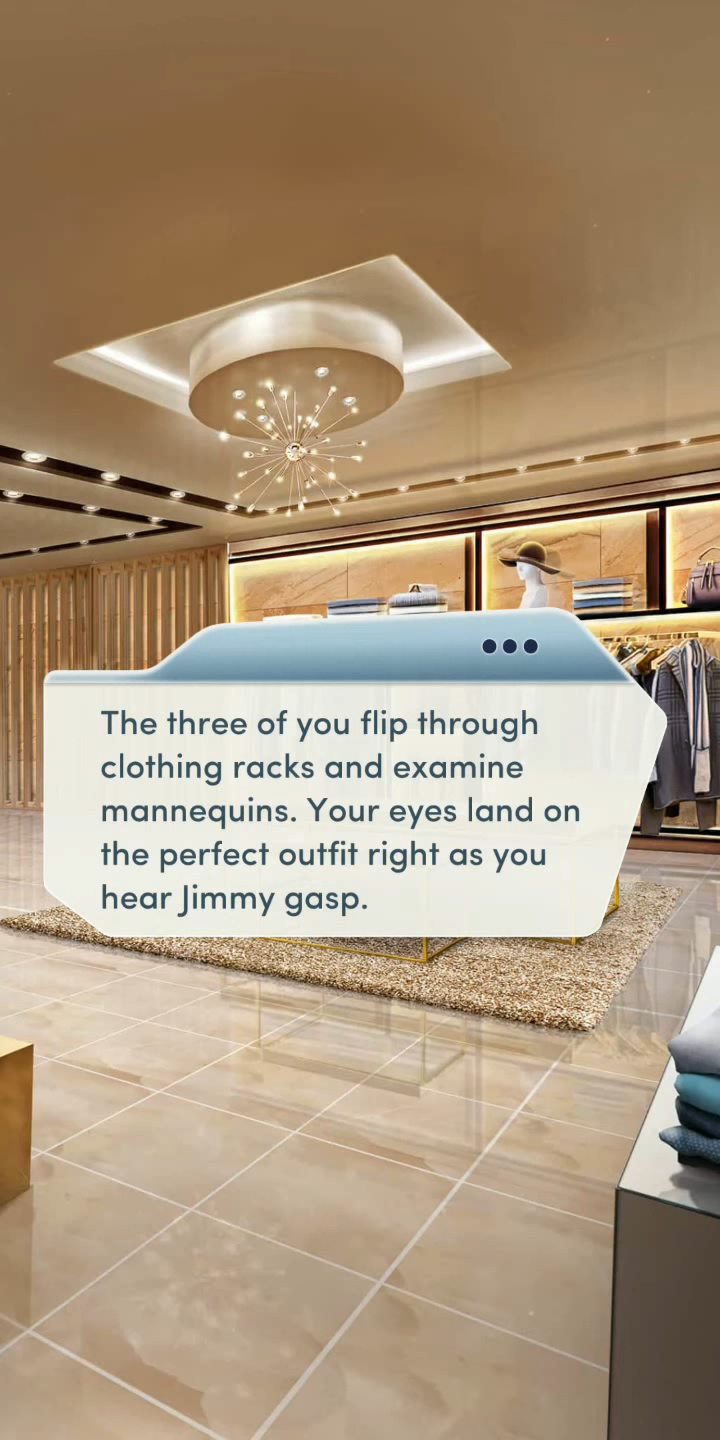 The three of you flip through
clothing racks and examine
mannequins. Your eyes land on
the perfect outfit right as you
hear Jimmy gasp.